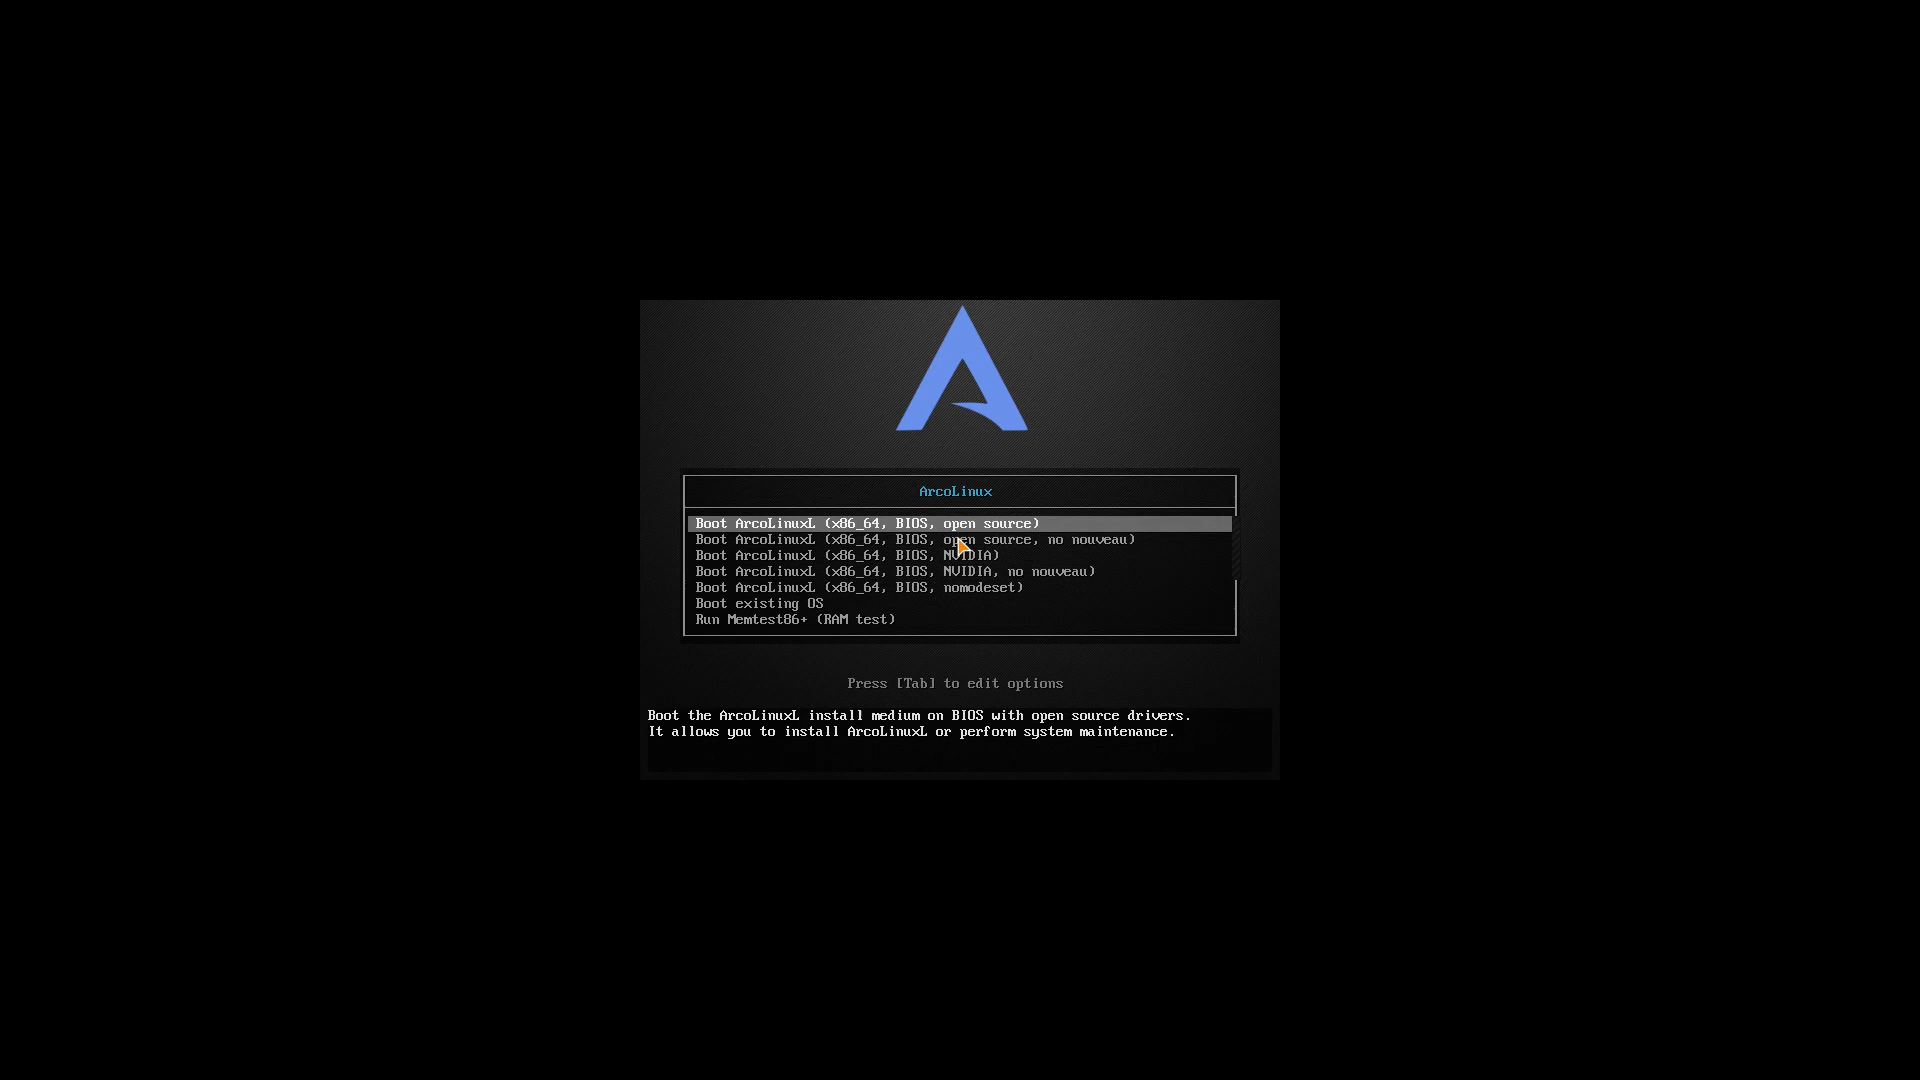 ArcoLinux
Boot ArcoLinuxL (x86_64, BIOS, open source)
Boot ArcoLinuxL (x86_64, BIOS, open source, no nouveau)
Boot ArcoLinuxL (x86_64, BIOS, NVIDIA)
Boot ArcoLinuxL (x86_64, BIOS, NVIDIA, no nouveau)
Boot ArcoLinuxL (x86_64, BIOS, nomodeset)
Boot existing OS
Run Memtest86+ (RAM test)
Press [Tab] to edit options
Boot the ArcoLinuxL install medium on BIOS with open source drivers.
It allows you to install ArcoLinuxL or perform system maintenance.